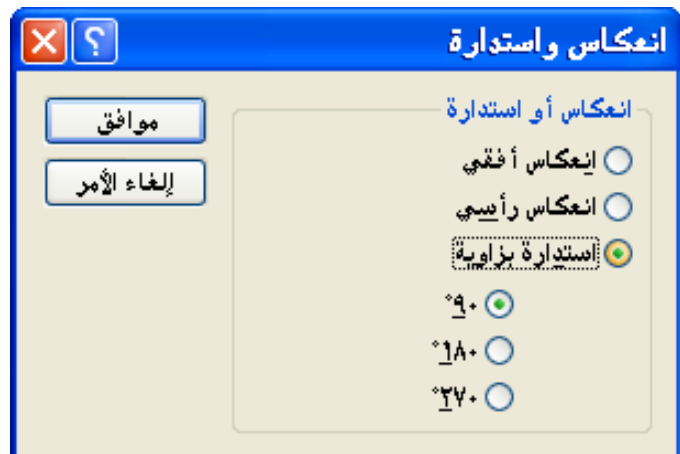 انعكاس واستدارة
؟
انعكاس أو استدارة
انعكاس أفقي
انعكاس رأسي
استدارة بزاوية
٩٠°
١٨٠°
٢٧٠°
موافق
إلغاء الأمر